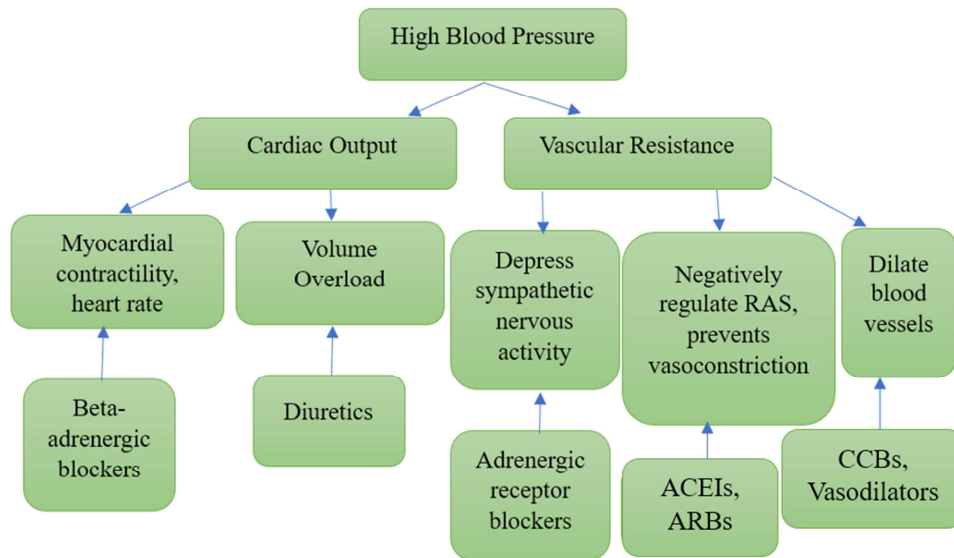 High Blood Pressure
Cardiac Output
Vascular Resistance
Myocardial
contractility,
heart rate
Volume
Overload
Depress
sympathetic
nervous
activity
Negatively
regulate RAS,
prevents
vasoconstriction
Dilate
blood
vessels
Beta-
adrenergic
blockers
Diuretics
Adrenergic
receptor
blockers
ACEIs,
ARBs
CCBs,
Vasodilators